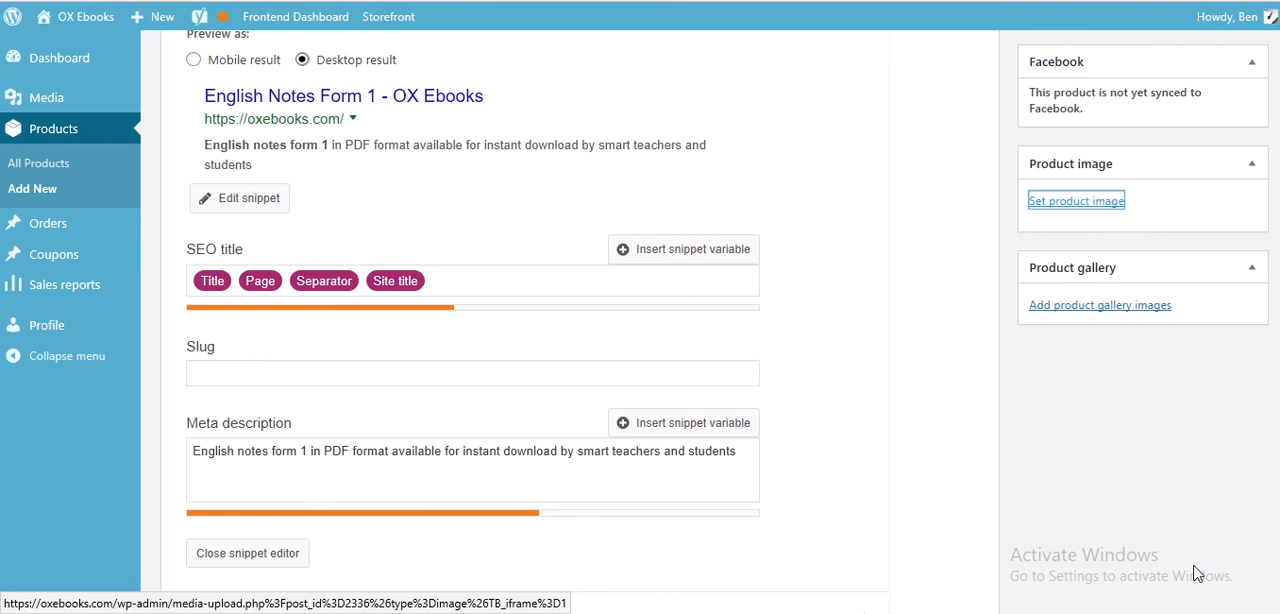 OX Ebooks
New
Frontend Dashboard
Storefront
Howdy, Ben
Dashboard
Media
Products
All Products
Add New
Orders
Coupons
Sales reports
Profile
Collapse menu
Preview as:
Mobile result
Desktop result
English Notes Form 1 - OX Ebooks
https://oxebooks.com/
English notes form 1 in PDF format available for instant download by smart teachers and
students
Edit snippet
SEO title
Insert snippet variable
Title Page Separator Site title
Slug
Meta description
Insert snippet variable
English notes form 1 in PDF format available for instant download by smart teachers and students
Close snippet editor
Facebook
This product is not yet synced to
Facebook.
Product image
Set product image
Product gallery
Add product gallery images
Activate Windows
Go to Settings to activate Windows.
https://oxebooks.com/wp-admin/media-upload.php%3Fpost_id%3D2336%26type%3Dimage%26TB_iframe%3D1